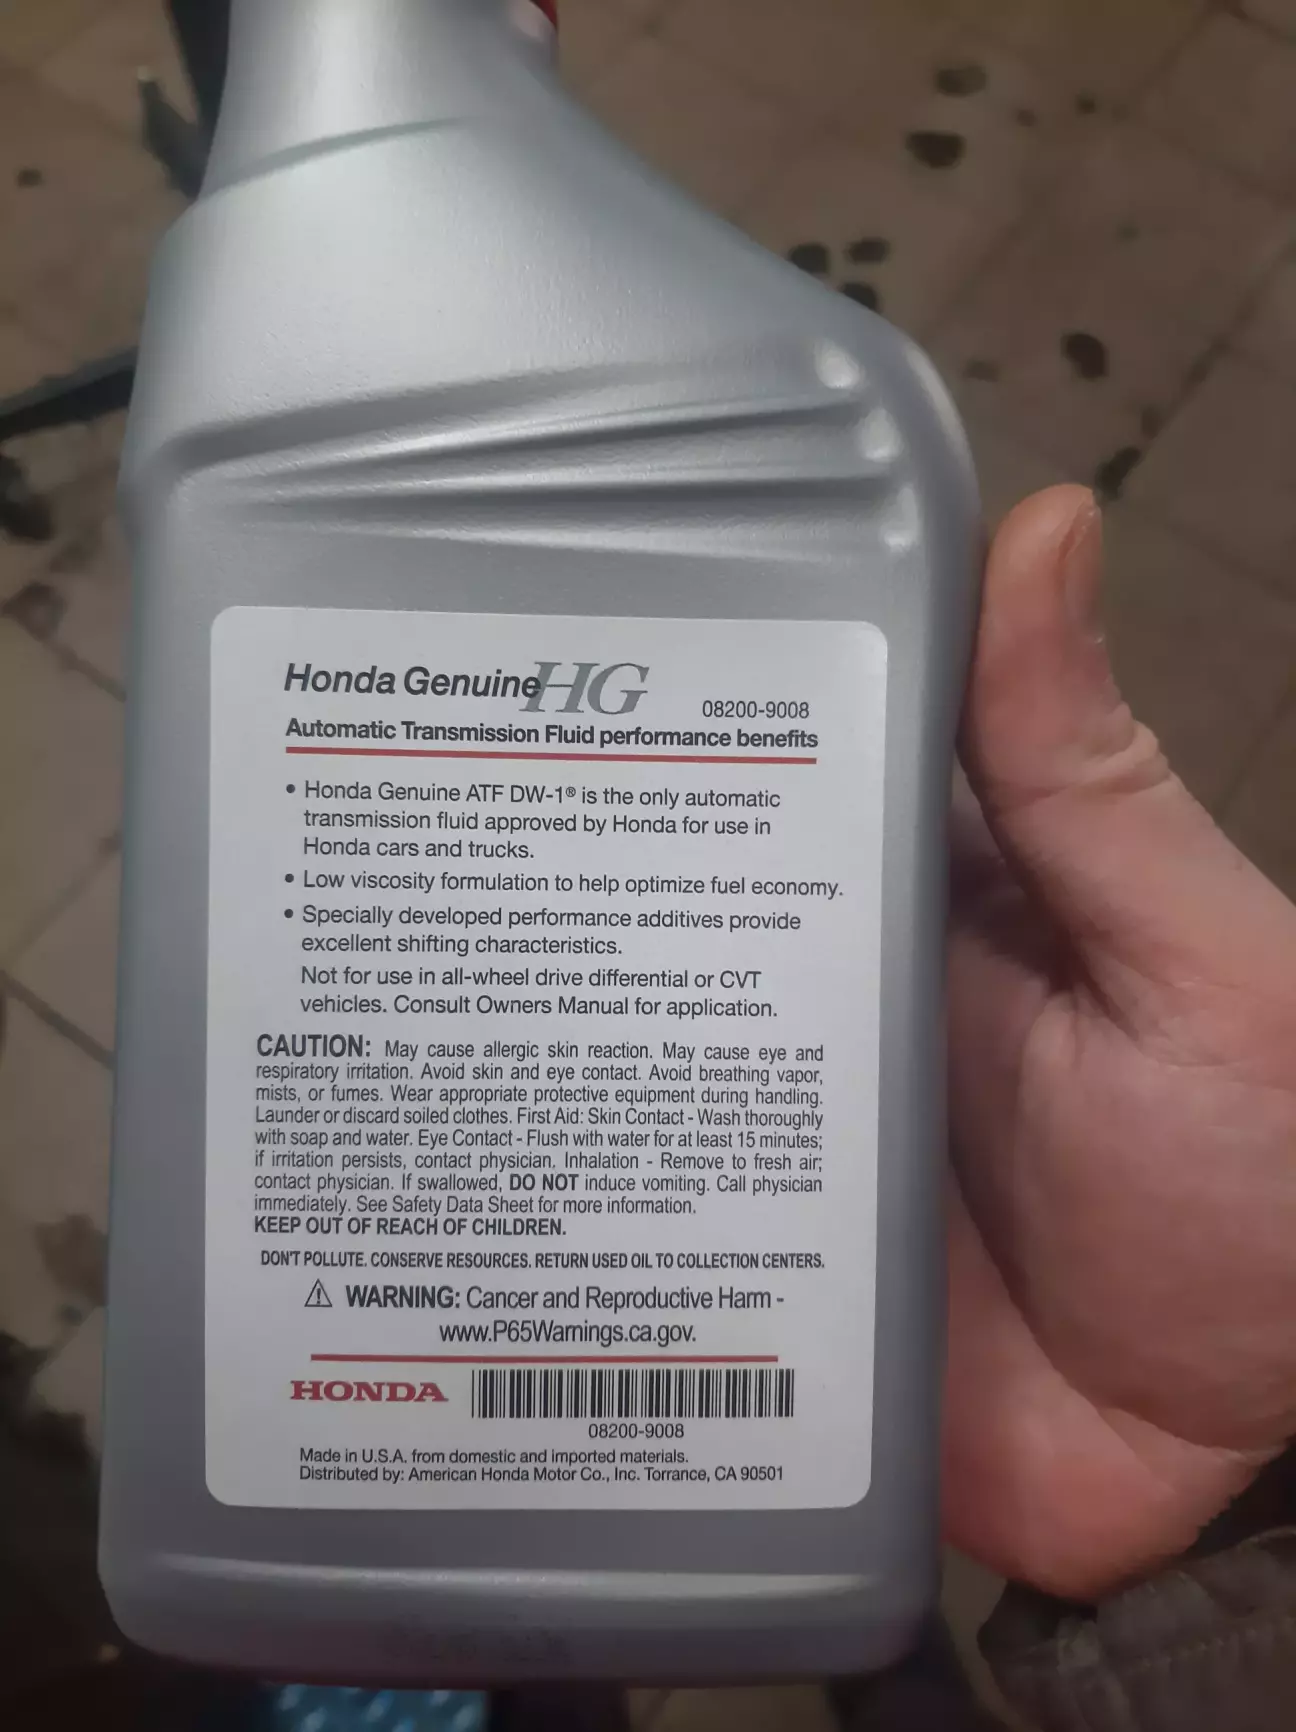 Honda Genuine HG
08200-9008
Automatic Transmission Fluid performance benefits
• Honda Genuine ATF DW-1® is the only automatic
transmission fluid approved by Honda for use in
Honda cars and trucks.
• Low viscosity formulation to help optimize fuel economy.
• Specially developed performance additives provide
excellent shifting characteristics.
Not for use in all-wheel drive differential or CVT
vehicles. Consult Owners Manual for application.
CAUTION: May cause allergic skin reaction. May cause eye and
respiratory irritation. Avoid skin and eye contact. Avoid breathing vapor,
mists, or fumes. Wear appropriate protective equipment during handling.
Launder or discard soiled clothes. First Aid: Skin Contact - Wash thoroughly
with soap and water. Eye Contact - Flush with water for at least 15 minutes;
if irritation persists, contact physician. Inhalation - Remove to fresh air;
contact physician. If swallowed, DO NOT induce vomiting. Call physician
immediately. See Safety Data Sheet for more information.
KEEP OUT OF REACH OF CHILDREN.
DON'T POLLUTE. CONSERVE RESOURCES. RETURN USED OIL TO COLLECTION CENTERS.
⚠ WARNING: Cancer and Reproductive Harm -
www.P65Warnings.ca.gov.
HONDA
08200-9008
Made in U.S.A. from domestic and imported materials.
Distributed by: American Honda Motor Co., Inc. Torrance, CA 90501